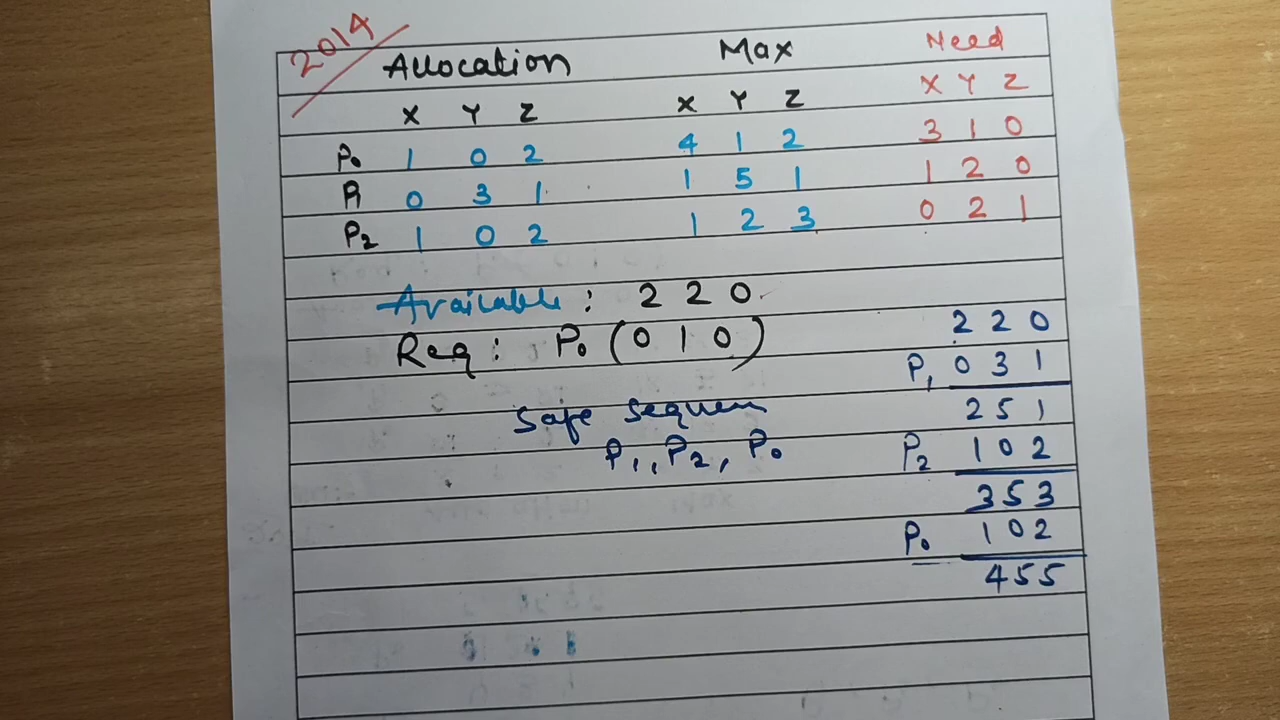 2014
Allocation Max Need
X Y Z X Y Z X Y Z
P₀ 1 0 2 4 1 2 3 1 0
P₁ 0 3 1 1 5 1 1 2 0
P₂ 1 0 2 1 2 3 0 2 1
Available : 2 2 0
Req : P₀ (0 1 0)
Safe Sequen
P₁, P₂, P₀
2 2 0
P₁ 0 3 1
2 5 1
P₂ 1 0 2
3 5 3
P₀ 1 0 2
4 5 5